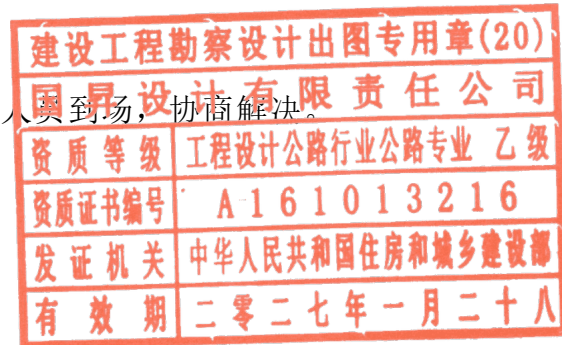 建设工程勘察设计出图专用章(20)
国昇设计有限责任公司
人员到场，协商解决。
资质等级 工程设计公路行业公路专业 乙级
资质证书编号 A161013216
发证机关 中华人民共和国住房和城乡建设部
有效期 二零二七年一月二十八